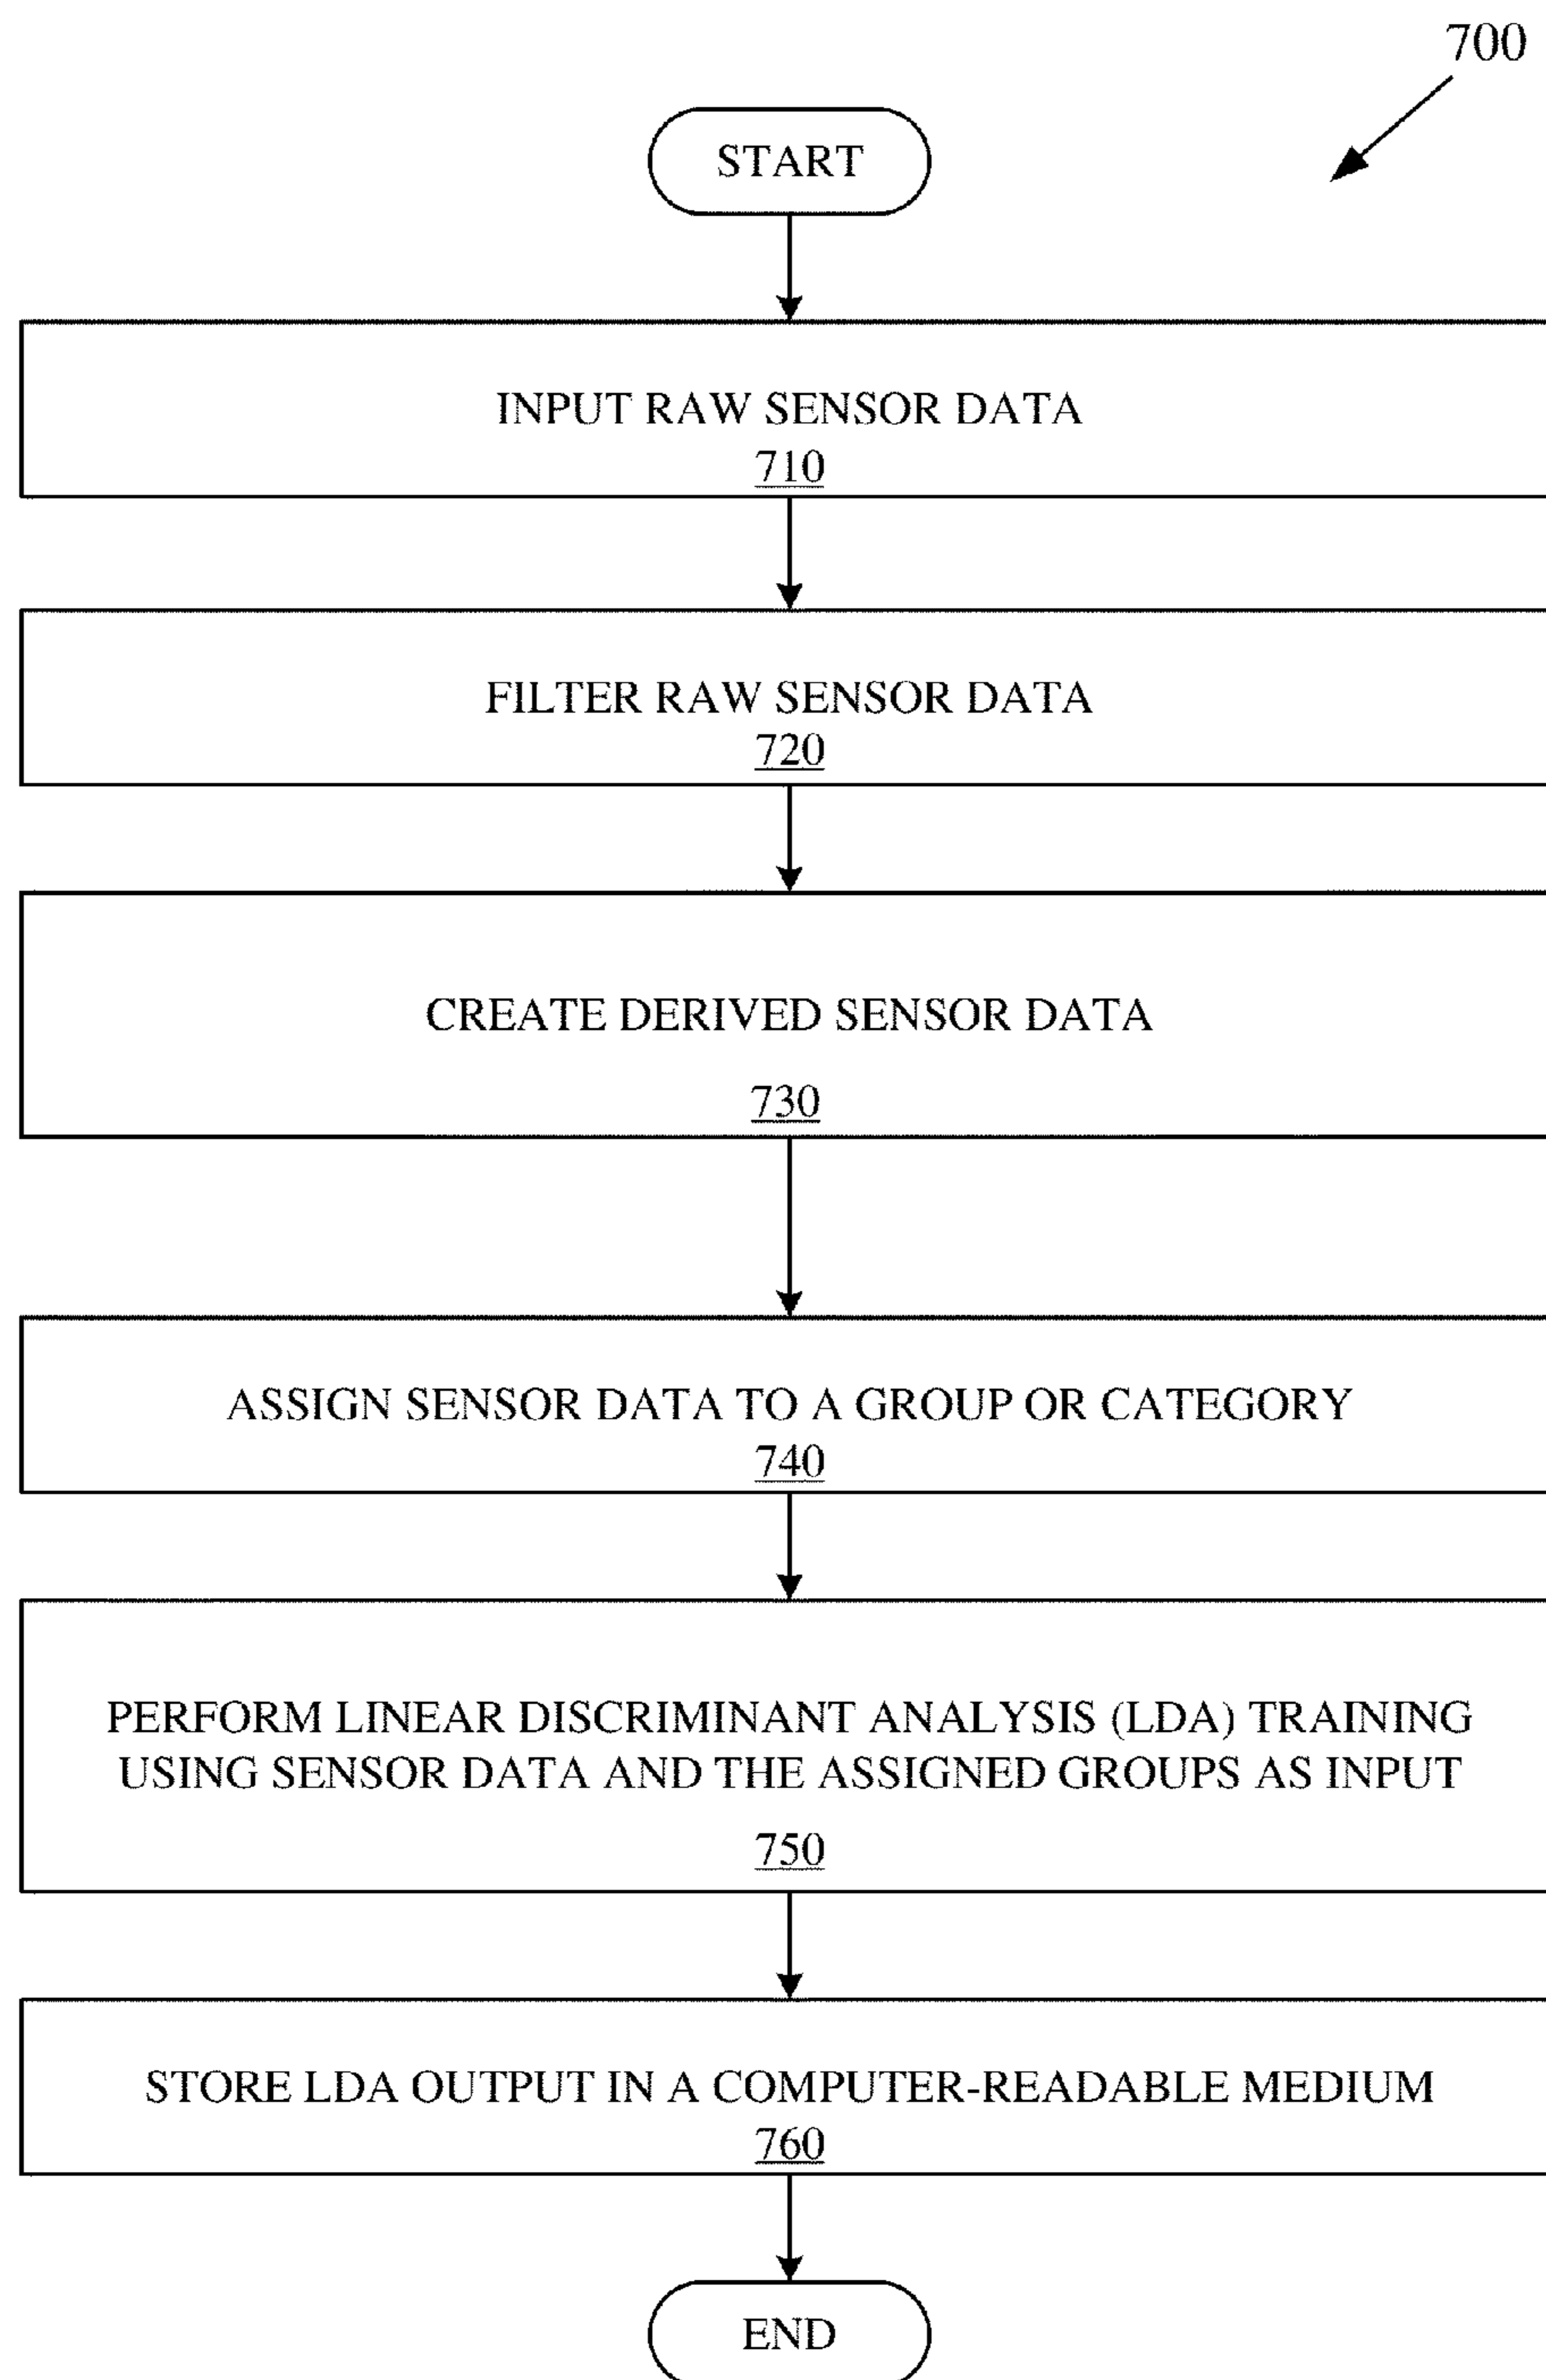 700
START
INPUT RAW SENSOR DATA
710
FILTER RAW SENSOR DATA
720
CREATE DERIVED SENSOR DATA
730
ASSIGN SENSOR DATA TO A GROUP OR CATEGORY
740
PERFORM LINEAR DISCRIMINANT ANALYSIS (LDA) TRAINING
USING SENSOR DATA AND THE ASSIGNED GROUPS AS INPUT
750
STORE LDA OUTPUT IN A COMPUTER-READABLE MEDIUM
760
END